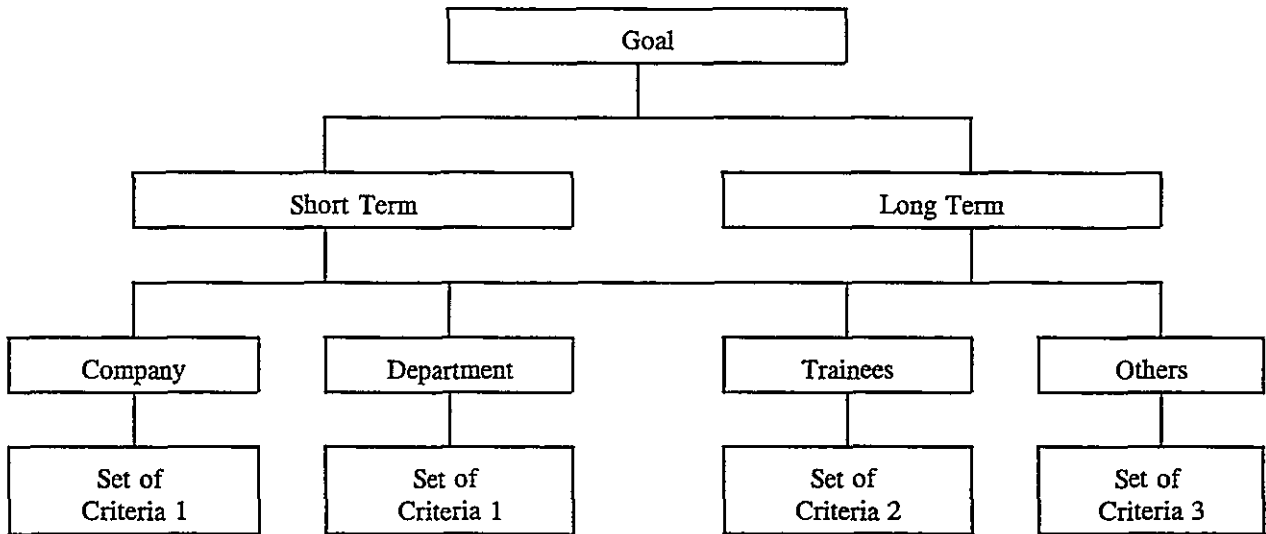 Goal
Short Term
Long Term
Company
Department
Trainees
Others
Set of
Criteria 1
Set of
Criteria 1
Set of
Criteria 2
Set of
Criteria 3